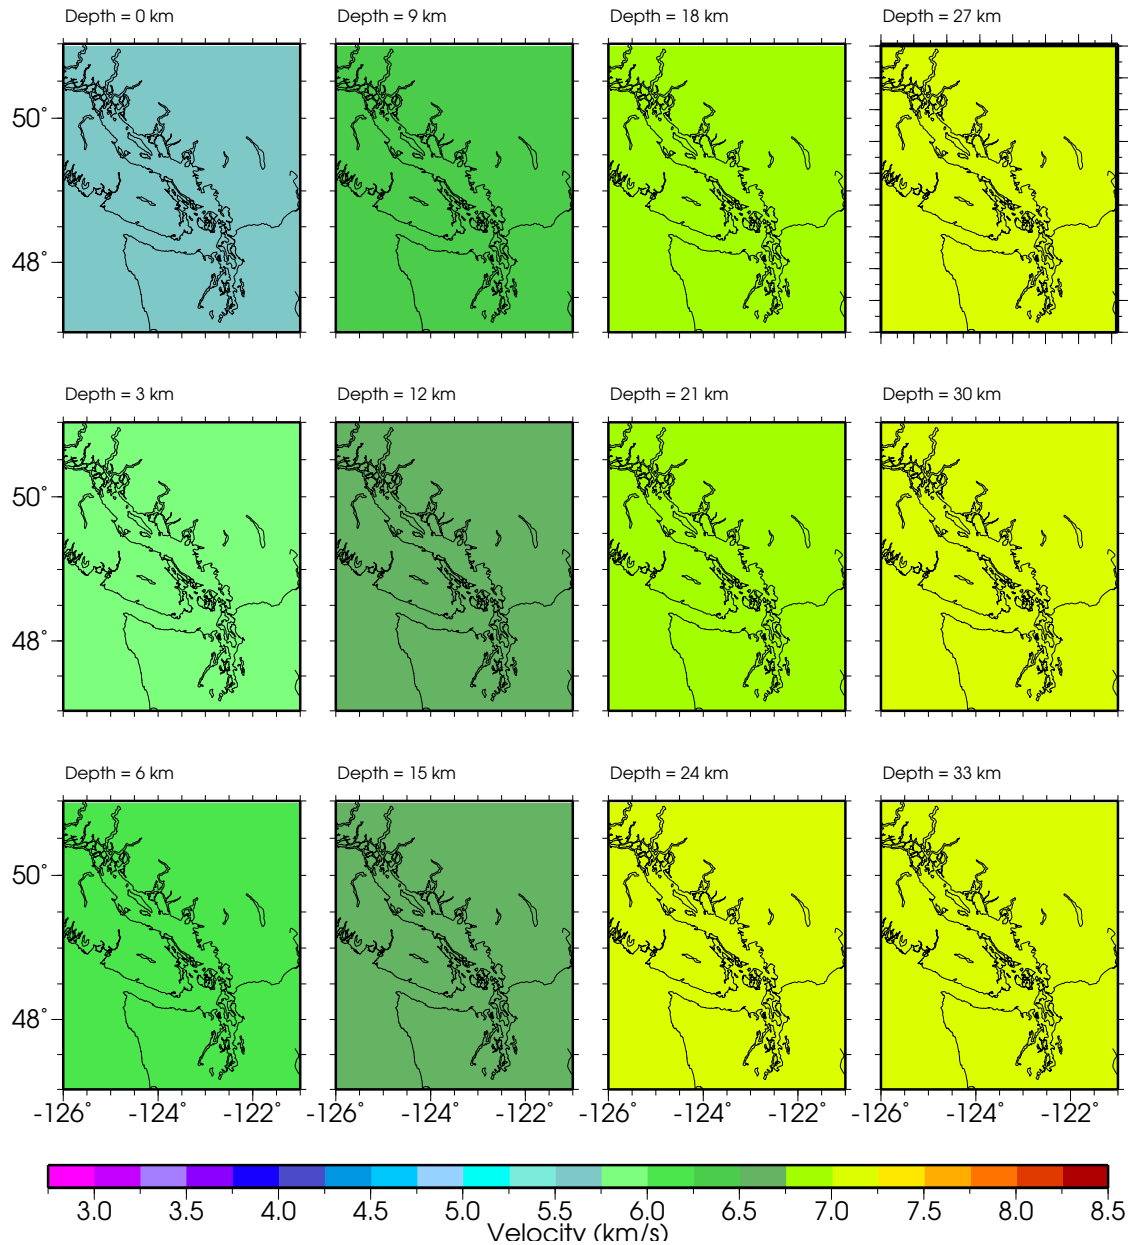 Depth = 0 km
Depth = 9 km
Depth = 18 km
Depth = 27 km
50°
48°
Depth = 3 km
Depth = 12 km
Depth = 21 km
Depth = 30 km
50°
48°
Depth = 6 km
Depth = 15 km
Depth = 24 km
Depth = 33 km
50°
48°
-126° -124° -122° -126° -124° -122° -126° -124° -122° -126° -124° -122°
3.0 3.5 4.0 4.5 5.0 5.5 6.0 6.5 7.0 7.5 8.0 8.5
Velocity (km/s)